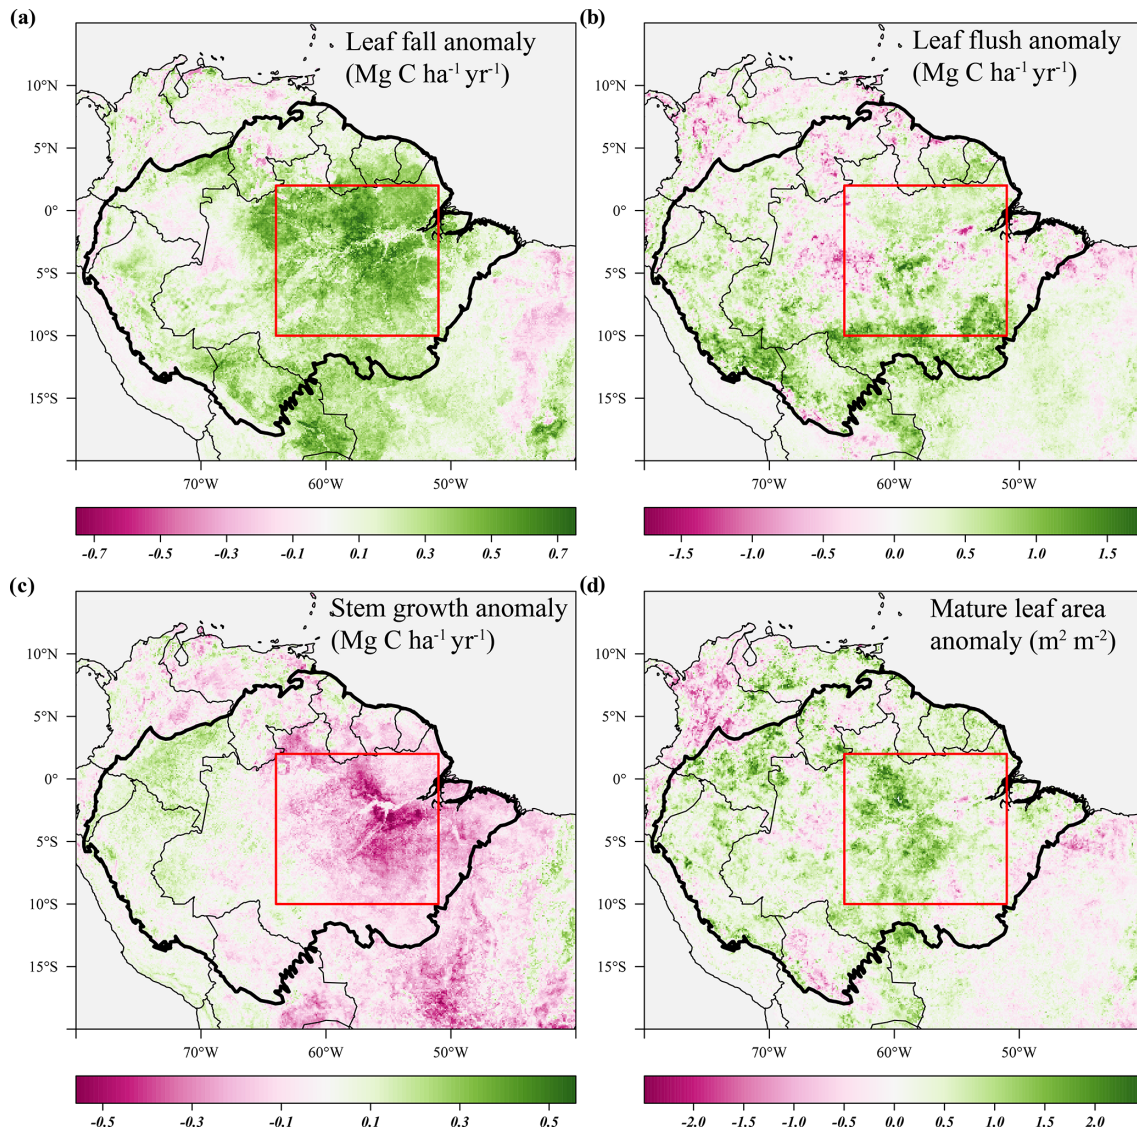 (a)
Leaf fall anomaly
(Mg C ha⁻¹ yr⁻¹)
10°N
5°N
0°
5°S
10°S
15°S
70°W 60°W 50°W
-0.7 -0.5 -0.3 -0.1 0.1 0.3 0.5 0.7
(b)
Leaf flush anomaly
(Mg C ha⁻¹ yr⁻¹)
10°N
5°N
0°
5°S
10°S
15°S
70°W 60°W 50°W
-1.5 -1.0 -0.5 0.0 0.5 1.0 1.5
(c)
Stem growth anomaly
(Mg C ha⁻¹ yr⁻¹)
10°N
5°N
0°
5°S
10°S
15°S
70°W 60°W 50°W
-0.5 -0.3 -0.1 0.1 0.3 0.5
(d)
Mature leaf area
anomaly (m² m⁻²)
10°N
5°N
0°
5°S
10°S
15°S
70°W 60°W 50°W
-2.0 -1.5 -1.0 -0.5 0.0 0.5 1.0 1.5 2.0